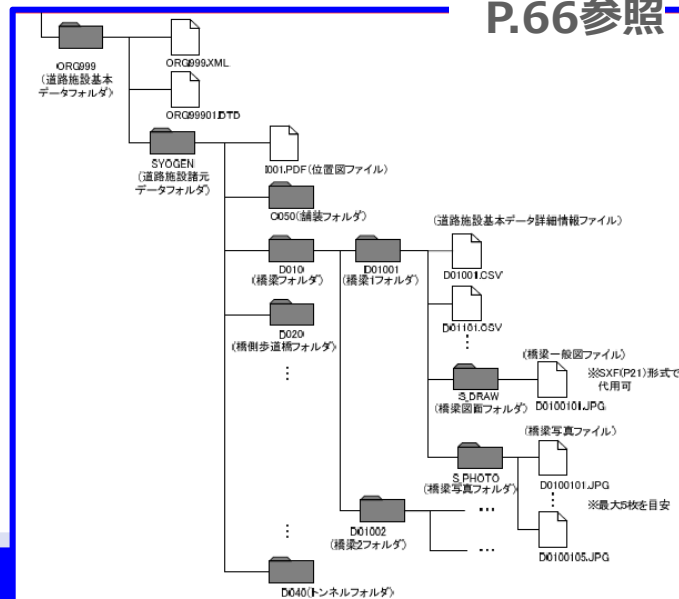 P.66参照
ORG999
(道路施設基本
データフォルダ)
ORG999.XML
ORG99901.DTD
SYOGEN
(道路施設諸元
データフォルダ)
I001.PDF(位置図ファイル)
C050(舗装フォルダ)
D010
(橋梁フォルダ)
D01001
(橋梁1フォルダ)
(道路施設基本データ詳細情報ファイル)
D01001.CSV
D01101.CSV
D020
(橋側歩道橋フォルダ)
(橋梁一般図ファイル)
※SXF(P21)形式で
代用可
S_DRAW
(橋梁図面フォルダ)
D0100101.JPG
(橋梁写真ファイル)
S_PHOTO
(橋梁写真フォルダ)
D0100101.JPG
※最大5枚を目安
D01002
(橋梁2フォルダ)
D0100105.JPG
D040(トンネルフォルダ)